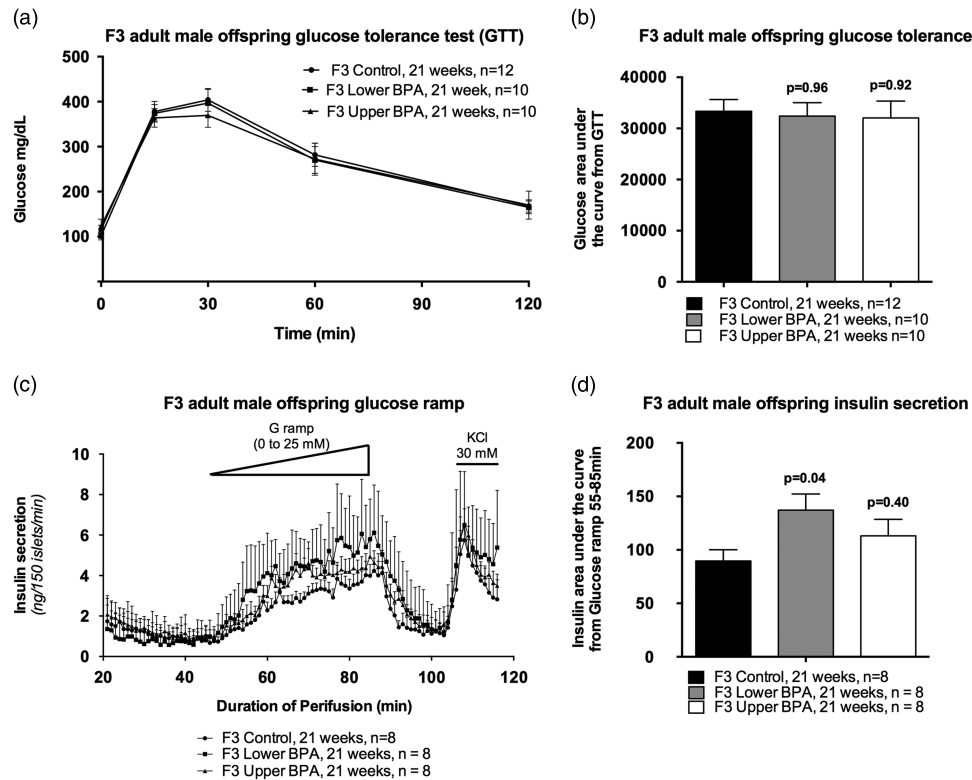 (a)
F3 adult male offspring glucose tolerance test (GTT)
500
400
300
200
100
0
30
60
90
120
Glucose mg/dL
Time (min)
F3 Control, 21 weeks, n=12
F3 Lower BPA, 21 week, n=10
F3 Upper BPA, 21 weeks, n=10
(b)
F3 adult male offspring glucose tolerance
40000
30000
20000
10000
0
Glucose area under
the curve from GTT
p=0.96
p=0.92
F3 Control, 21 weeks, n=12
F3 Lower BPA, 21 weeks, n=10
F3 Upper BPA, 21 weeks n=10
(c)
F3 adult male offspring glucose ramp
G ramp
(0 to 25 mM)
KCl
30 mM
10
8
6
4
2
0
20
40
60
80
100
120
Insulin secretion
(ng/150 islets/min)
Duration of Perifusion (min)
F3 Control, 21 weeks, n=8
F3 Lower BPA, 21 weeks, n = 8
F3 Upper BPA, 21 weeks, n = 8
(d)
F3 adult male offspring insulin secretion
200
150
100
50
0
Insulin area under the curve
from Glucose ramp 55-85min
p=0.04
p=0.40
F3 Control, 21 weeks, n=8
F3 Lower BPA, 21 weeks, n = 8
F3 Upper BPA, 21 weeks, n = 8